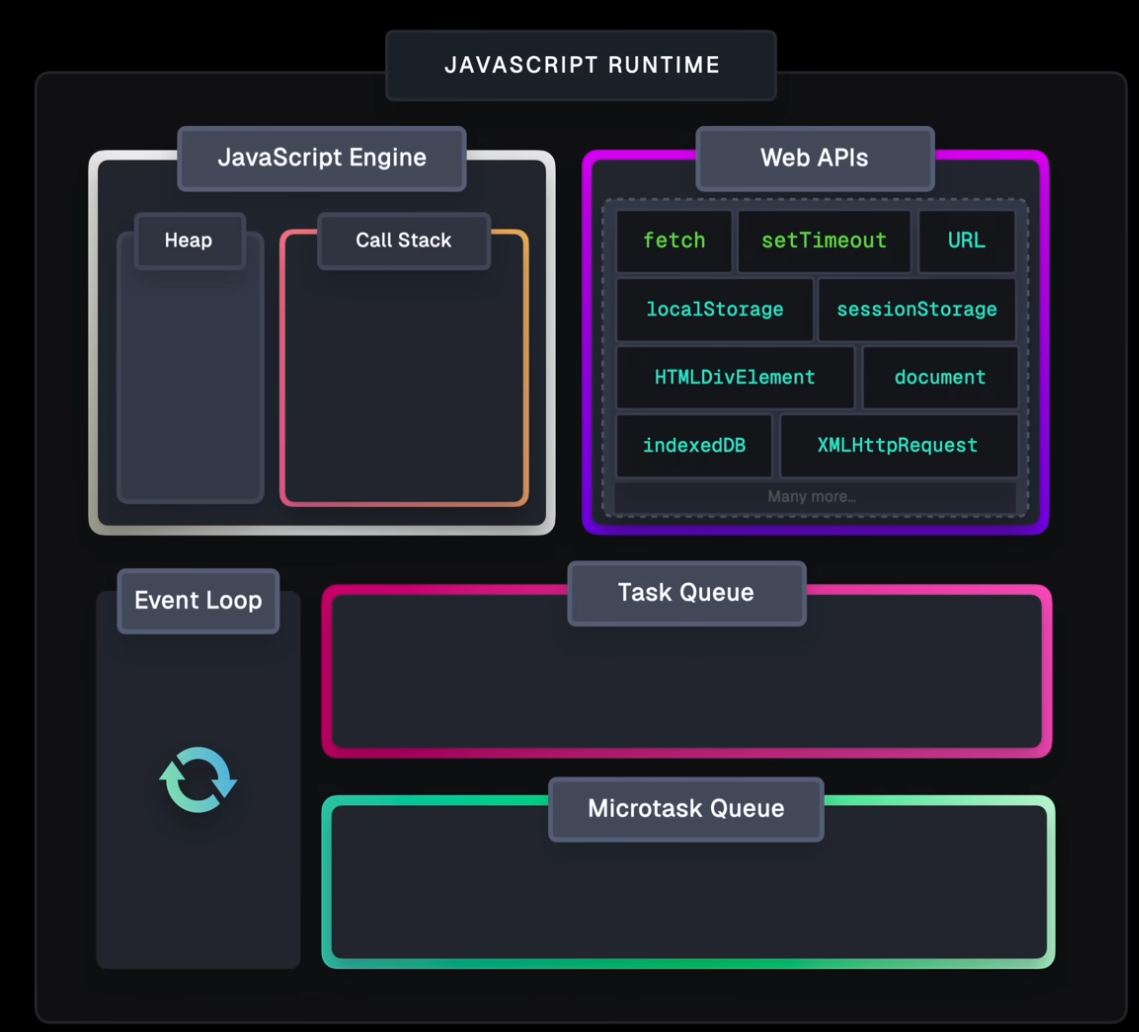 JAVASCRIPT RUNTIME
JavaScript Engine
Heap
Call Stack
Web APIs
fetch setTimeout URL
localStorage sessionStorage
HTMLDivElement document
indexedDB XMLHttpRequest
Many more…
Event Loop
Task Queue
Microtask Queue